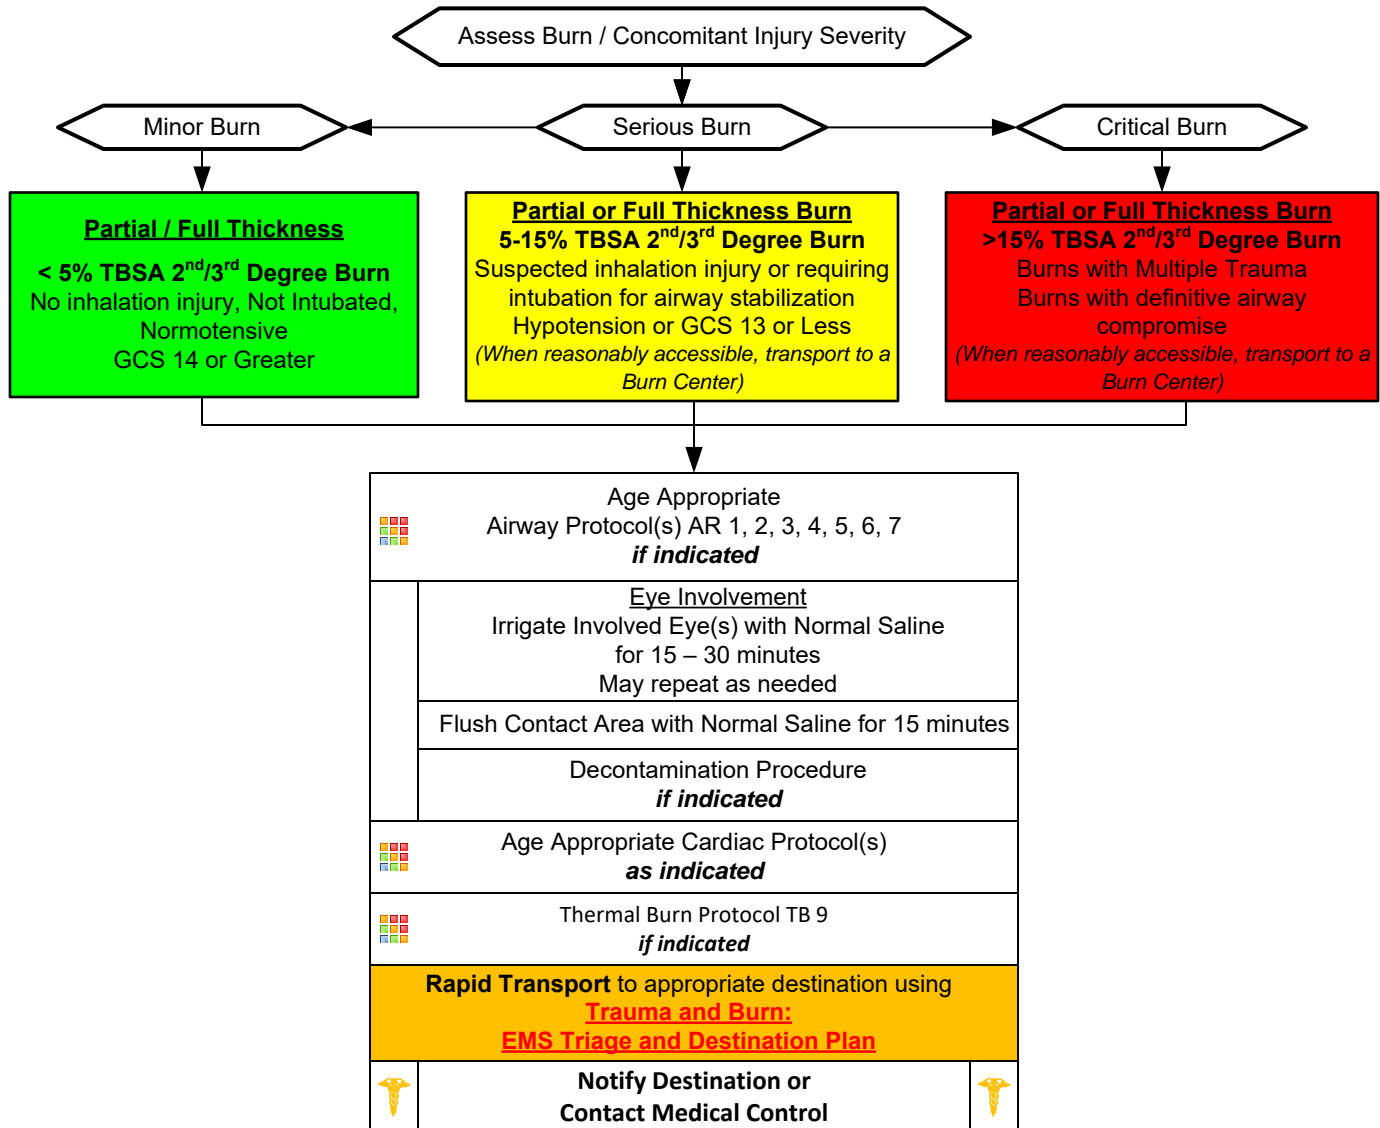 Assess Burn / Concomitant Injury Severity
Minor Burn
Serious Burn
Critical Burn
Partial / Full Thickness
< 5% TBSA 2nd/3rd Degree Burn
No inhalation injury, Not Intubated,
Normotensive
GCS 14 or Greater
Partial or Full Thickness Burn
5-15% TBSA 2nd/3rd Degree Burn
Suspected inhalation injury or requiring
intubation for airway stabilization
Hypotension or GCS 13 or Less
(When reasonably accessible, transport to a
Burn Center)
Partial or Full Thickness Burn
>15% TBSA 2nd/3rd Degree Burn
Burns with Multiple Trauma
Burns with definitive airway
compromise
(When reasonably accessible, transport to a
Burn Center)
Age Appropriate
Airway Protocol(s) AR 1, 2, 3, 4, 5, 6, 7
if indicated
Eye Involvement
Irrigate Involved Eye(s) with Normal Saline
for 15 – 30 minutes
May repeat as needed
Flush Contact Area with Normal Saline for 15 minutes
Decontamination Procedure
if indicated
Age Appropriate Cardiac Protocol(s)
as indicated
Thermal Burn Protocol TB 9
if indicated
Rapid Transport to appropriate destination using
Trauma and Burn:
EMS Triage and Destination Plan
Notify Destination or
Contact Medical Control